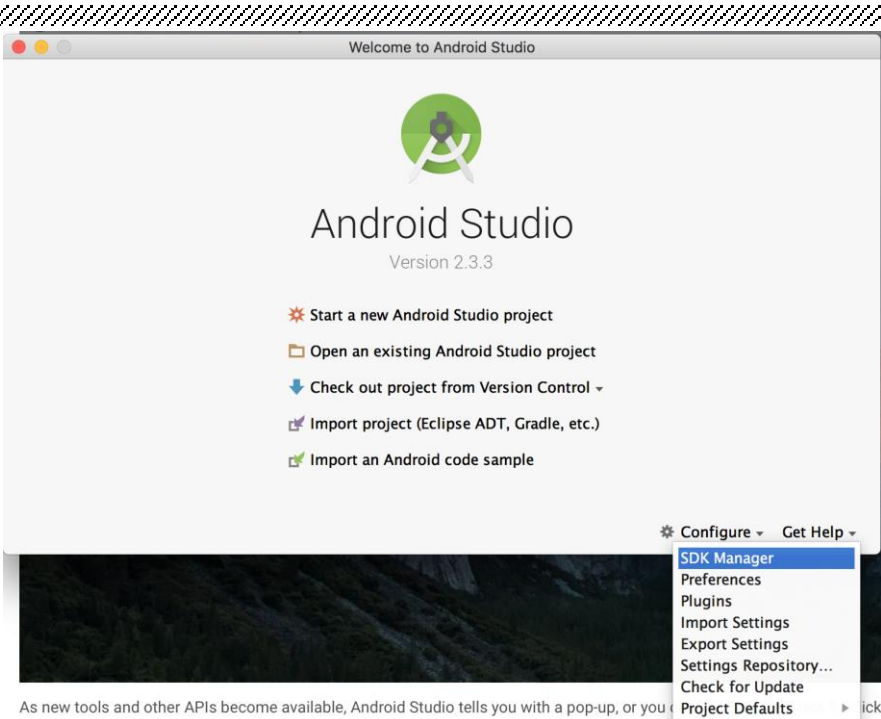 Welcome to Android Studio
Android Studio
Version 2.3.3
Start a new Android Studio project
Open an existing Android Studio project
Check out project from Version Control
Import project (Eclipse ADT, Gradle, etc.)
Import an Android code sample
Configure Get Help
SDK Manager
Preferences
Plugins
Import Settings
Export Settings
Settings Repository...
Check for Update
Project Defaults
As new tools and other APIs become available, Android Studio tells you with a pop-up, or you